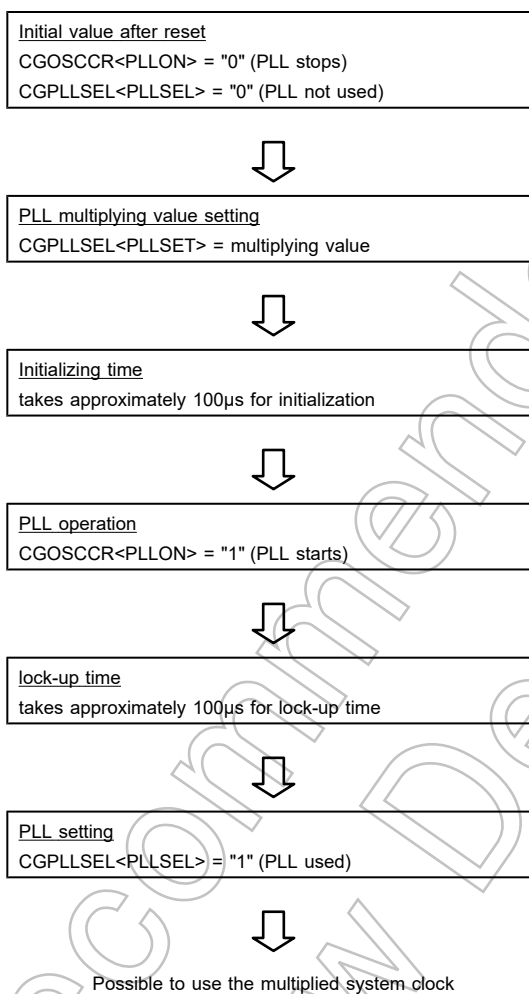 Initial value after reset
CGOSCCR<PLLON> = "0" (PLL stops)
CGPLLSEL<PLLSEL> = "0" (PLL not used)
PLL multiplying value setting
CGPLLSEL<PLLSET> = multiplying value
Initializing time
takes approximately 100μs for initialization
PLL operation
CGOSCCR<PLLON> = "1" (PLL starts)
lock-up time
takes approximately 100μs for lock-up time
PLL setting
CGPLLSEL<PLLSEL> = "1" (PLL used)
Possible to use the multiplied system clock